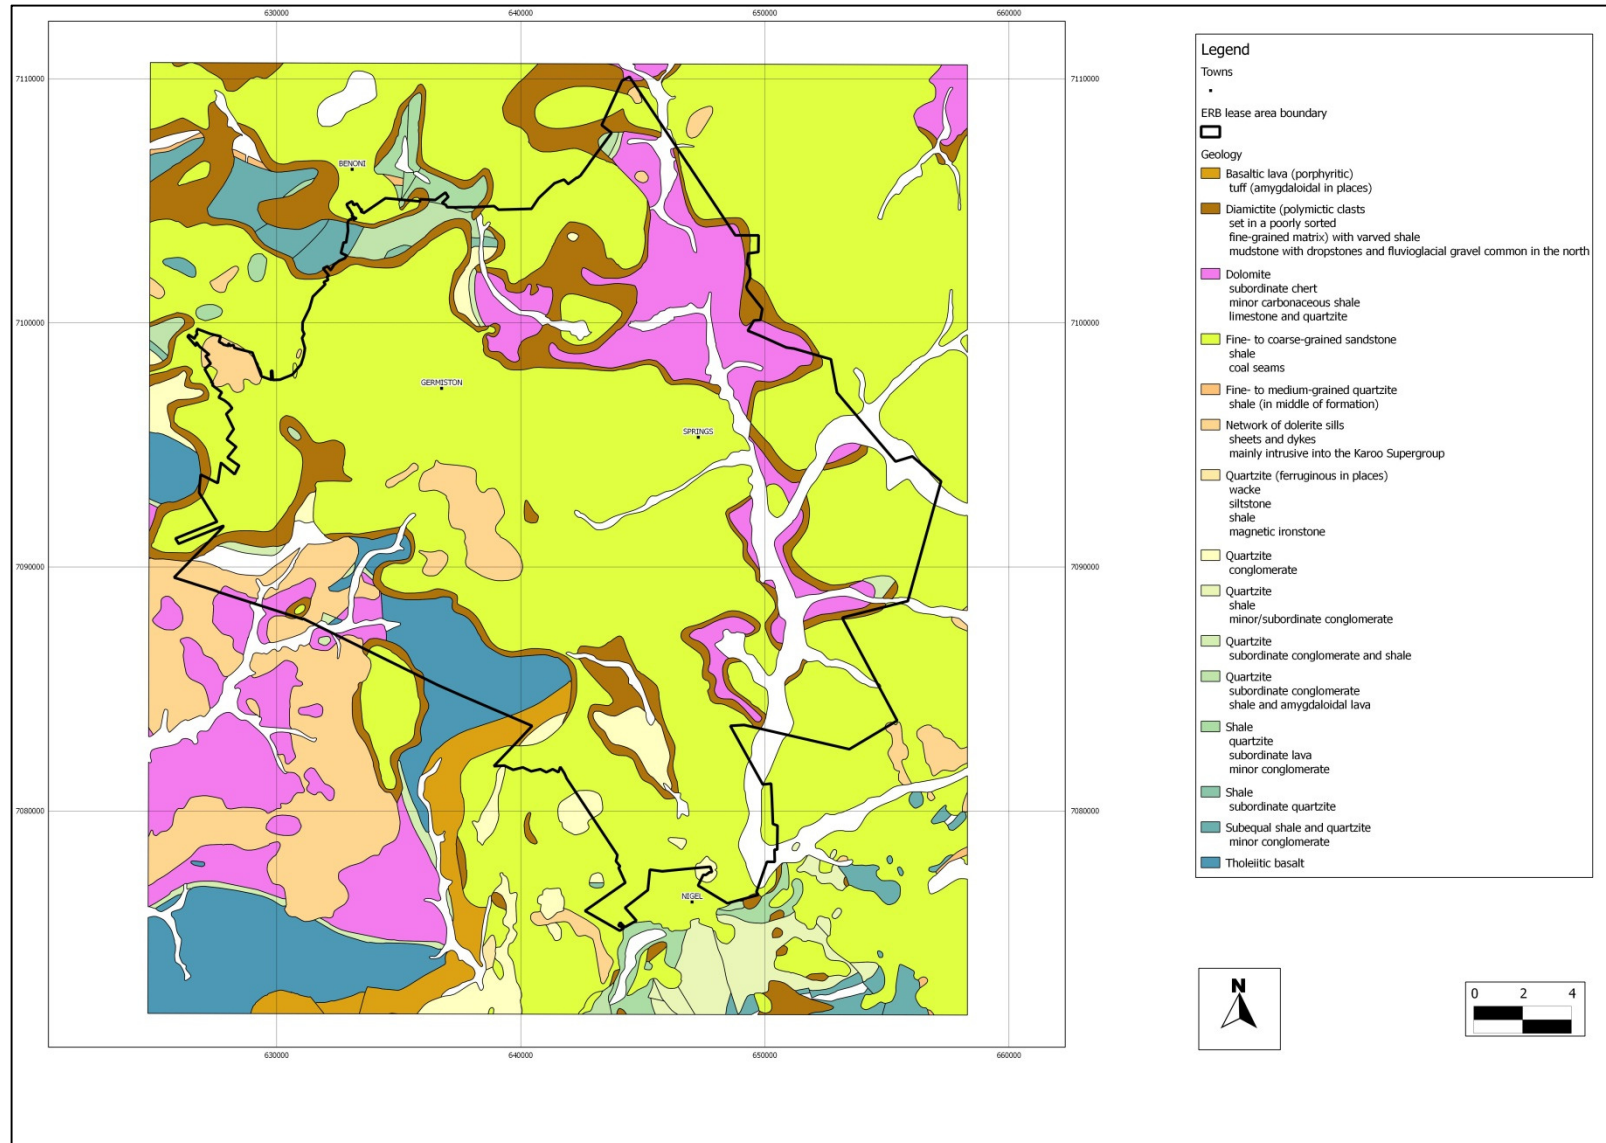 630000
640000
650000
660000
7110000
7110000
BENONI
7100000
7100000
GERMISTON
SPRINGS
7090000
7090000
7080000
7080000
NIGEL
630000
640000
650000
660000
Legend
Towns
ERB lease area boundary
Geology
Basaltic lava (porphyritic)
tuff (amygdaloidal in places)
Diamictite (polymictic clasts
set in a poorly sorted
fine-grained matrix) with varved shale
mudstone with dropstones and fluvioglacial gravel common in the north
Dolomite
subordinate chert
minor carbonaceous shale
limestone and quartzite
Fine- to coarse-grained sandstone
shale
coal seams
Fine- to medium-grained quartzite
shale (in middle of formation)
Network of dolerite sills
sheets and dykes
mainly intrusive into the Karoo Supergroup
Quartzite (ferruginous in places)
wacke
siltstone
shale
magnetic ironstone
Quartzite
conglomerate
Quartzite
shale
minor/subordinate conglomerate
Quartzite
subordinate conglomerate and shale
Quartzite
subordinate conglomerate
shale and amygdaloidal lava
Shale
quartzite
subordinate lava
minor conglomerate
Shale
subordinate quartzite
Subequal shale and quartzite
minor conglomerate
Tholeiitic basalt
N
0 2 4